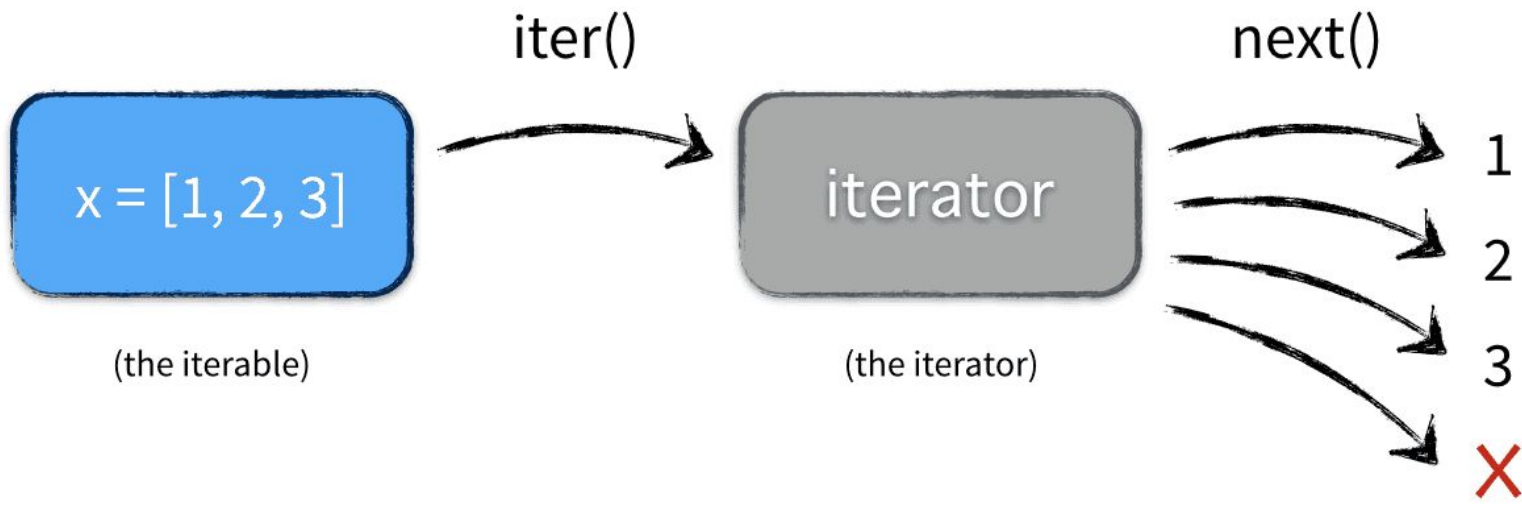 iter()
next()
x = [1, 2, 3]
iterator
1
2
3
X
(the iterable)
(the iterator)